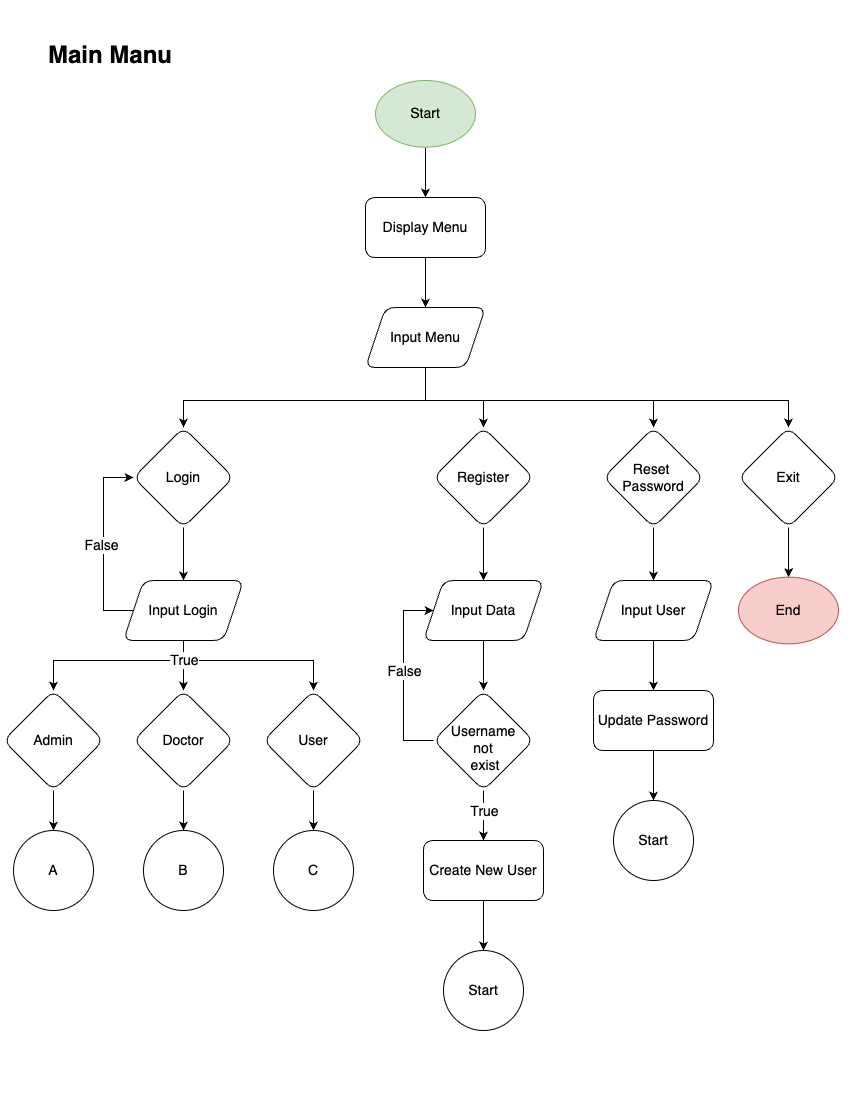 Main Manu
Start
Display Menu
Input Menu
Login
Register
Reset
Password
Exit
False
Input Login
Input Data
Input User
End
True
False
Admin
Doctor
User
Username
not
exist
Update Password
True
A
B
C
Create New User
Start
Start